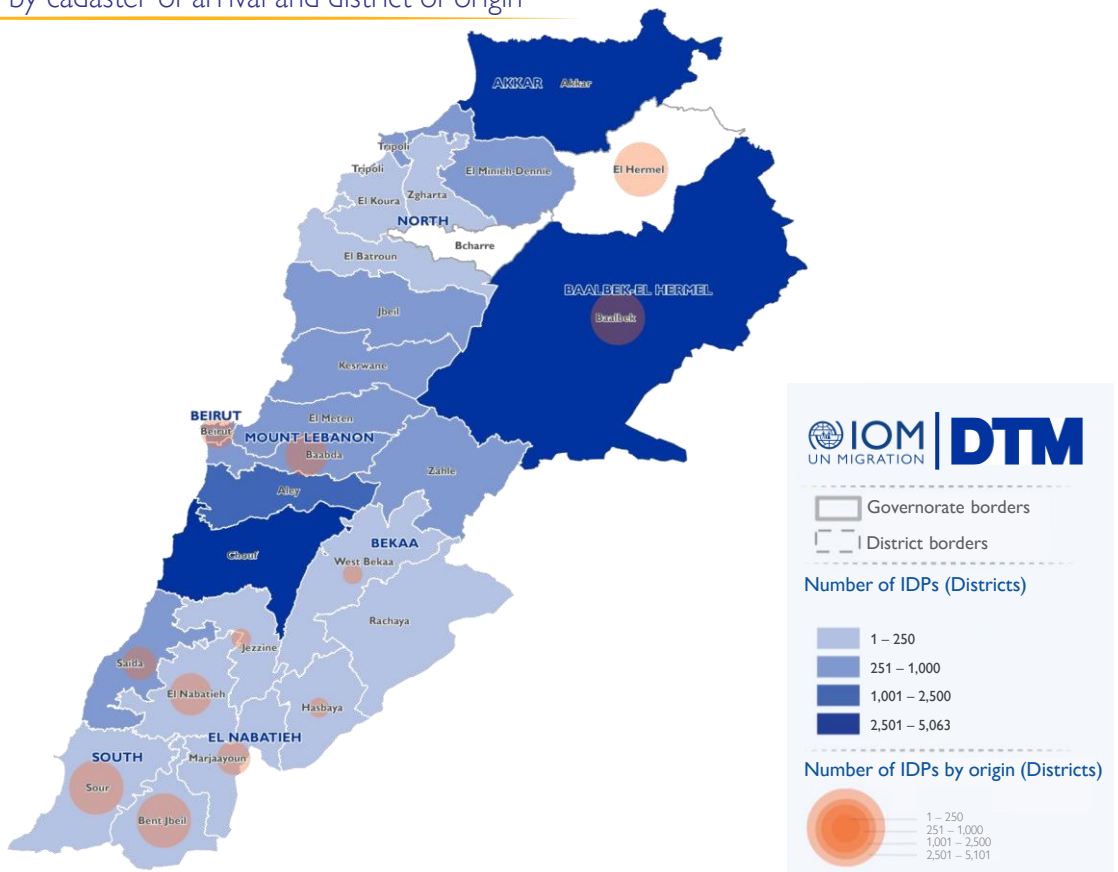 by cadaster of arrival and district of origin
AKKAR
Akkar
Tripoli
El Minieh-Dennie
El Hermel
Tripoli
Zgharta
El Koura
NORTH
Bcharre
El Batroun
BAALBEK-EL HERMEL
Baalbek
Jbeil
Kesrwane
BEIRUT
El Meten
Beirut
MOUNT LEBANON
Baabda
Zahle
Aley
BEKAA
Chouf
West Bekaa
Rachaya
Jezzine
Saida
El Nabatieh
Hasbaya
EL NABATIEH
SOUTH
Marjaayoun
Sour
Bent Jbeil
IOM
UN MIGRATION
DTM
Governorate borders
District borders
Number of IDPs (Districts)
1 – 250
251 – 1,000
1,001 – 2,500
2,501 – 5,063
Number of IDPs by origin (Districts)
1 – 250
251 – 1,000
1,001 – 2,500
2,501 – 5,101